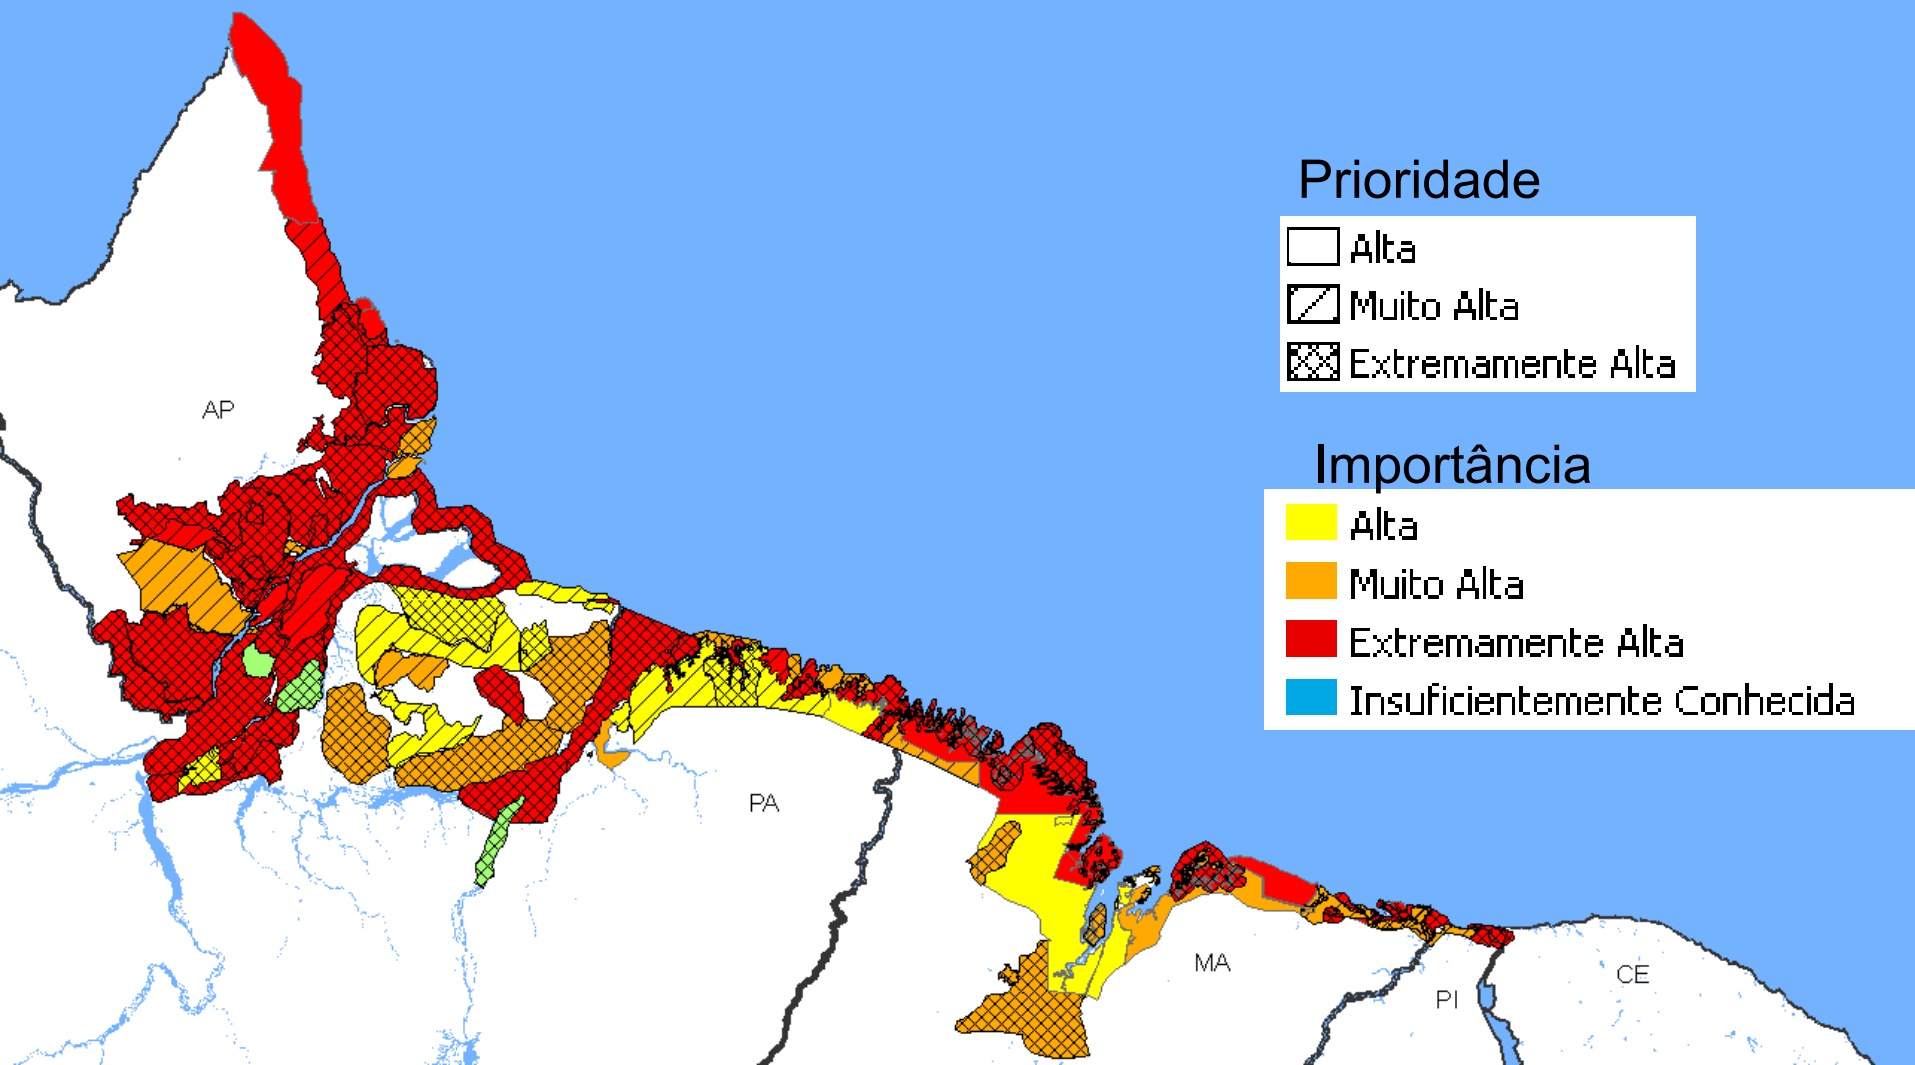 Prioridade
Alta
Muito Alta
Extremamente Alta
AP
Importância
Alta
Muito Alta
Extremamente Alta
Insuficientemente Conhecida
PA
MA
PI
CE